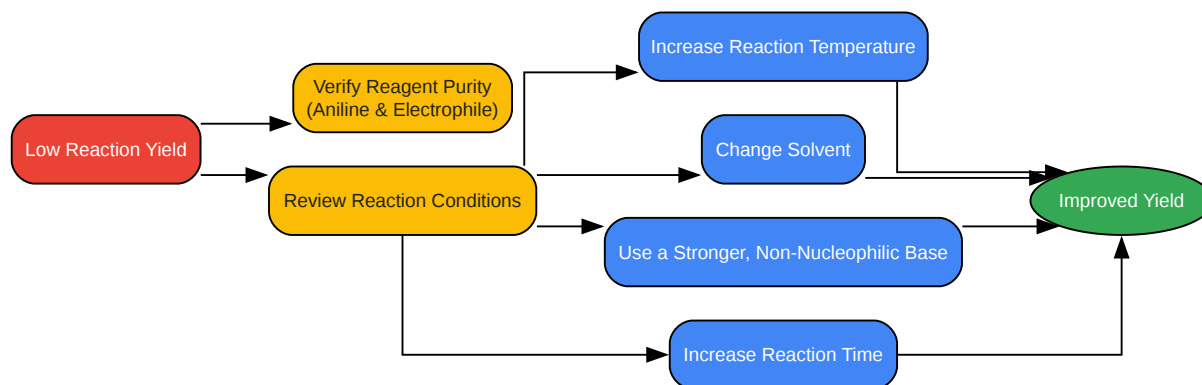 Low Reaction Yield
Verify Reagent Purity
(Aniline & Electrophile)
Review Reaction Conditions
Increase Reaction Temperature
Change Solvent
Use a Stronger, Non-Nucleophilic Base
Increase Reaction Time
Improved Yield